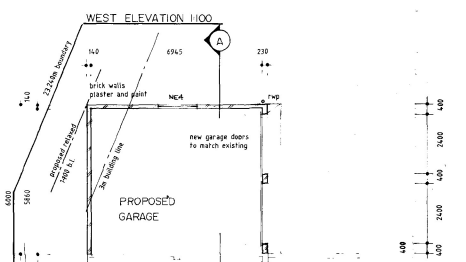 WEST ELEVATION 1:100
140
6945
230
A
23,240m boundary
140
brick walls
plaster and paint
NE4
rwp
400
proposed relaxed
1400 b.l.
3m building line
new garage doors
to match existing
2400
400
6000
5860
PROPOSED
GARAGE
2400
400
400